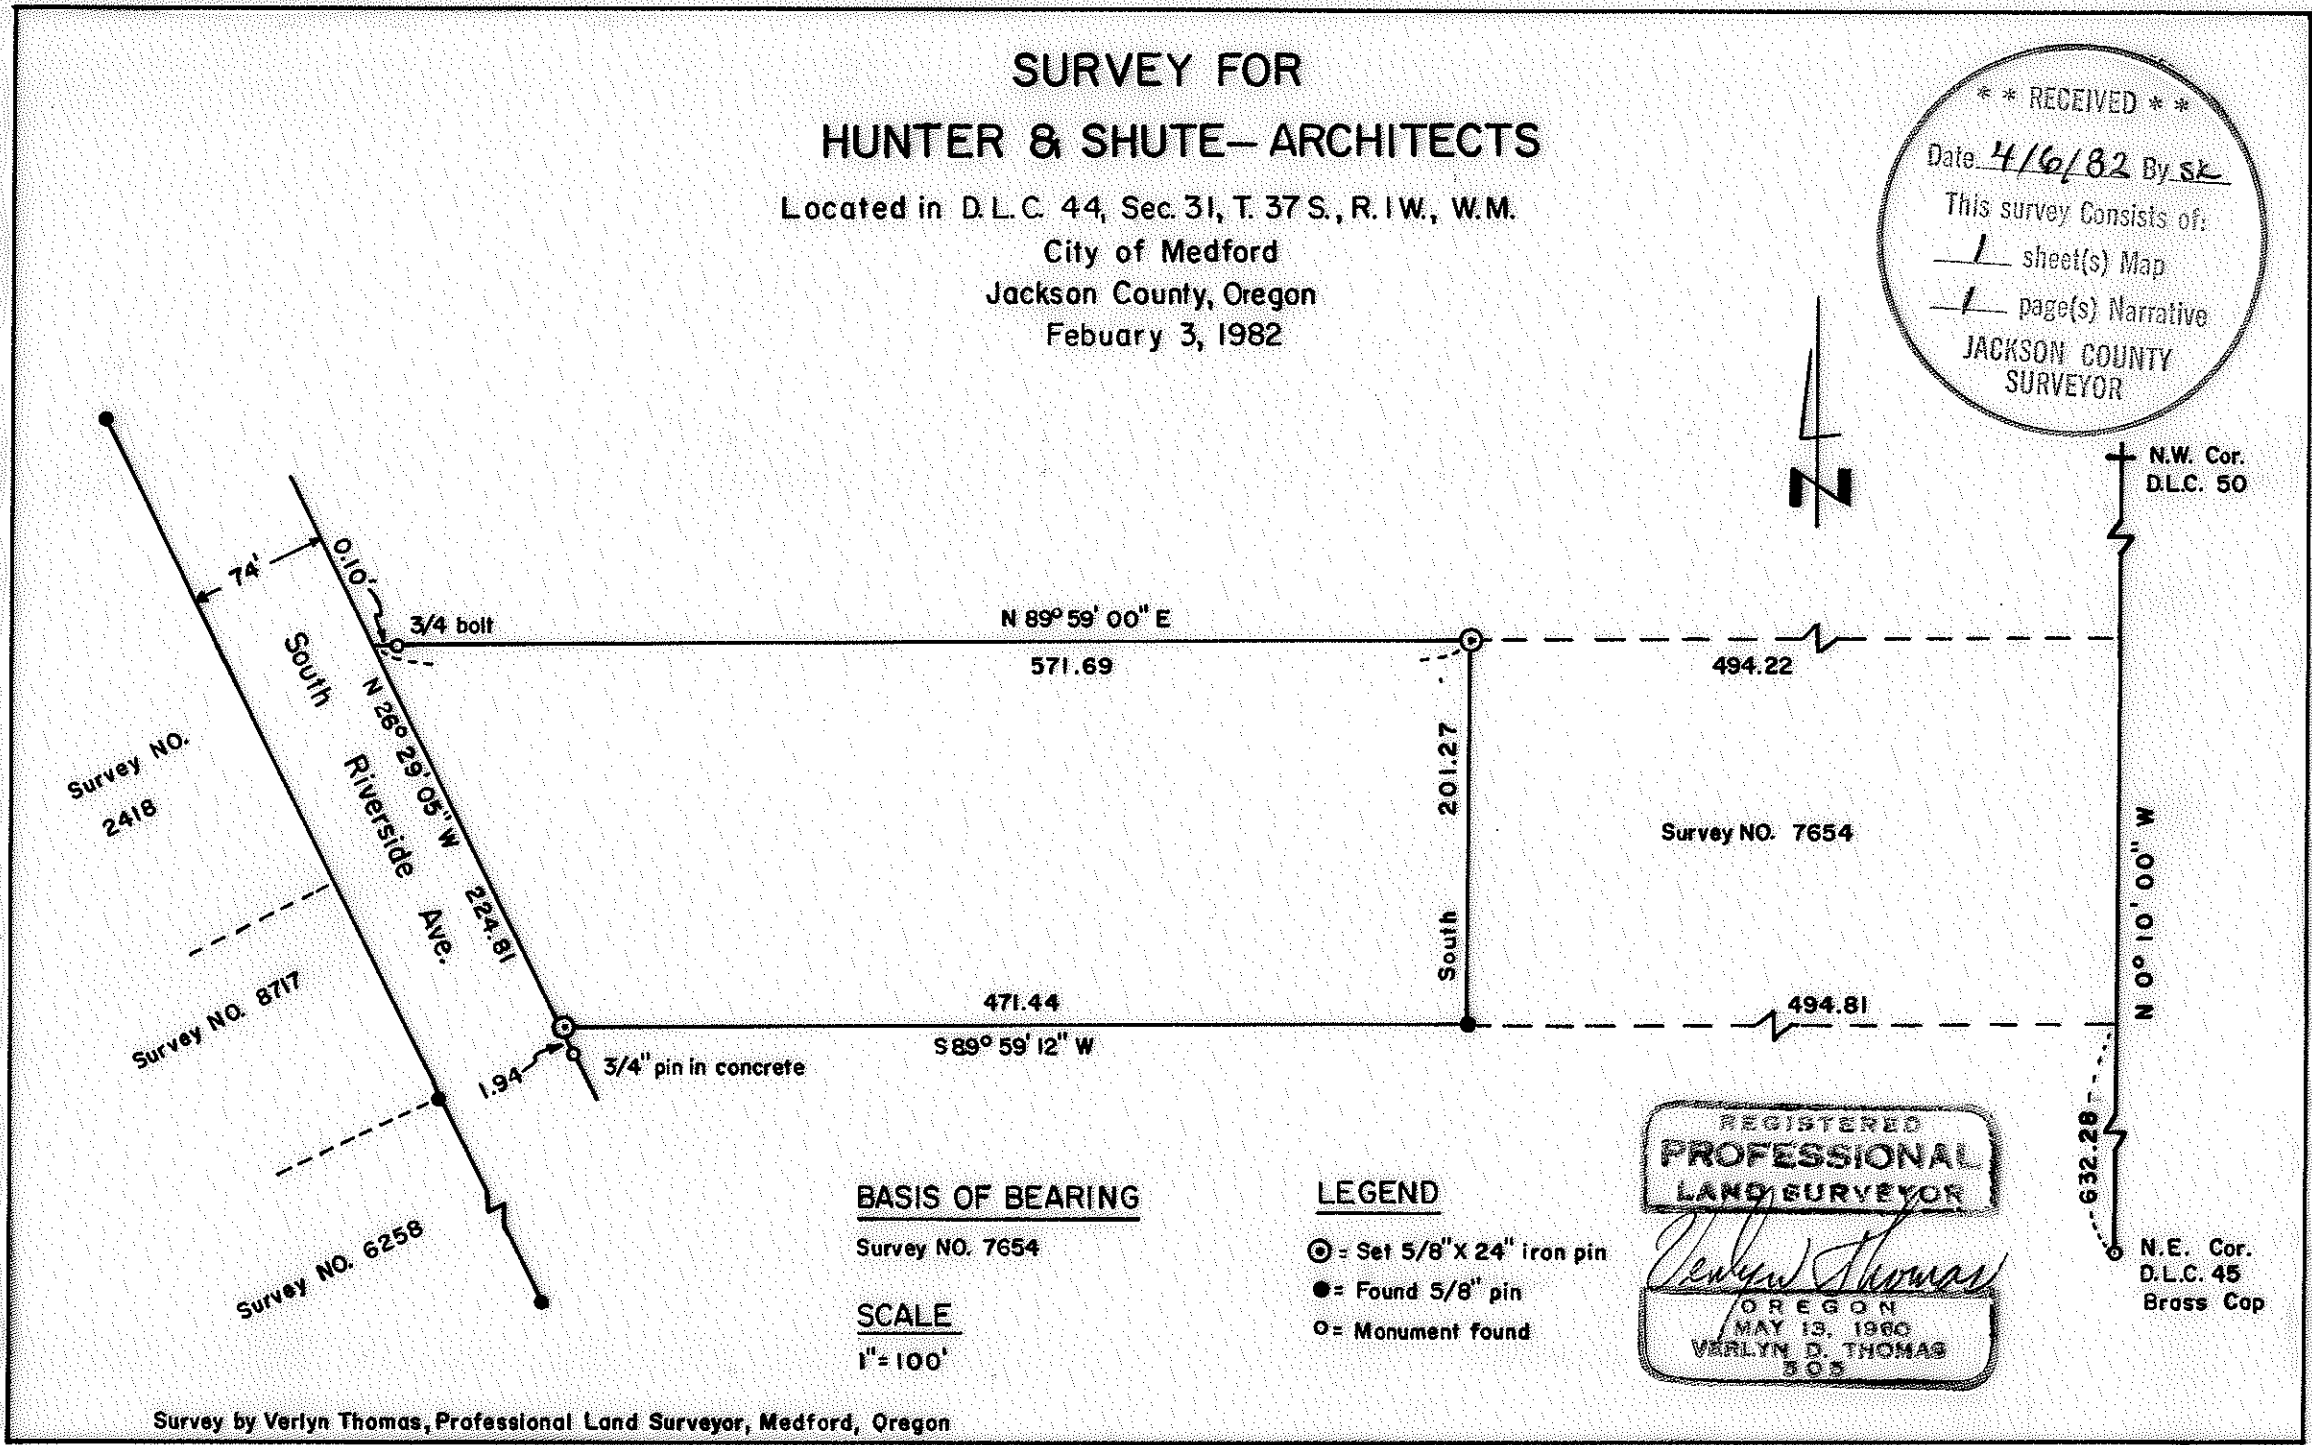 SURVEY FOR
HUNTER & SHUTE—ARCHITECTS
Located in D.L.C. 44, Sec. 31, T. 37 S., R. 1 W., W.M.
City of Medford
Jackson County, Oregon
Febuary 3, 1982
* * RECEIVED * *
Date 4/6/82 By SK
This survey Consists of:
1 sheet(s) Map
1 page(s) Narrative
JACKSON COUNTY
SURVEYOR
N.W. Cor.
D.L.C. 50
N
74'
0.10'
3/4 bolt
N 89° 59' 00" E
571.69
494.22
South Riverside Ave.
N 26° 29' 05" W 224.81
South 201.27
Survey NO.
2418
Survey NO. 7654
N 0° 10' 00" W
Survey NO. 8717
471.44
S 89° 59' 12" W
494.81
1.94
3/4" pin in concrete
632.28
Survey NO. 6258
N.E. Cor.
D.L.C. 45
Brass Cap
BASIS OF BEARING
Survey NO. 7654
SCALE
1"= 100'
LEGEND
= Set 5/8" X 24" iron pin
= Found 5/8" pin
= Monument found
REGISTERED
PROFESSIONAL
LAND SURVEYOR
Verlyn Thomas
OREGON
MAY 13, 1960
VERLYN D. THOMAS
505
Survey by Verlyn Thomas, Professional Land Surveyor, Medford, Oregon